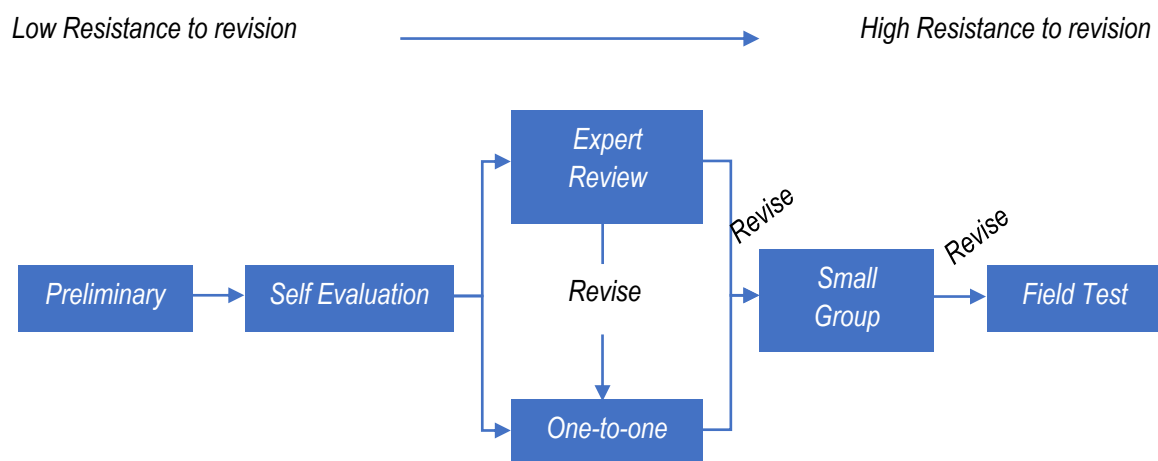 Low Resistance to revision
High Resistance to revision
Expert
Review
Revise
Revise
Preliminary
Self Evaluation
Revise
Small
Group
Field Test
One-to-one